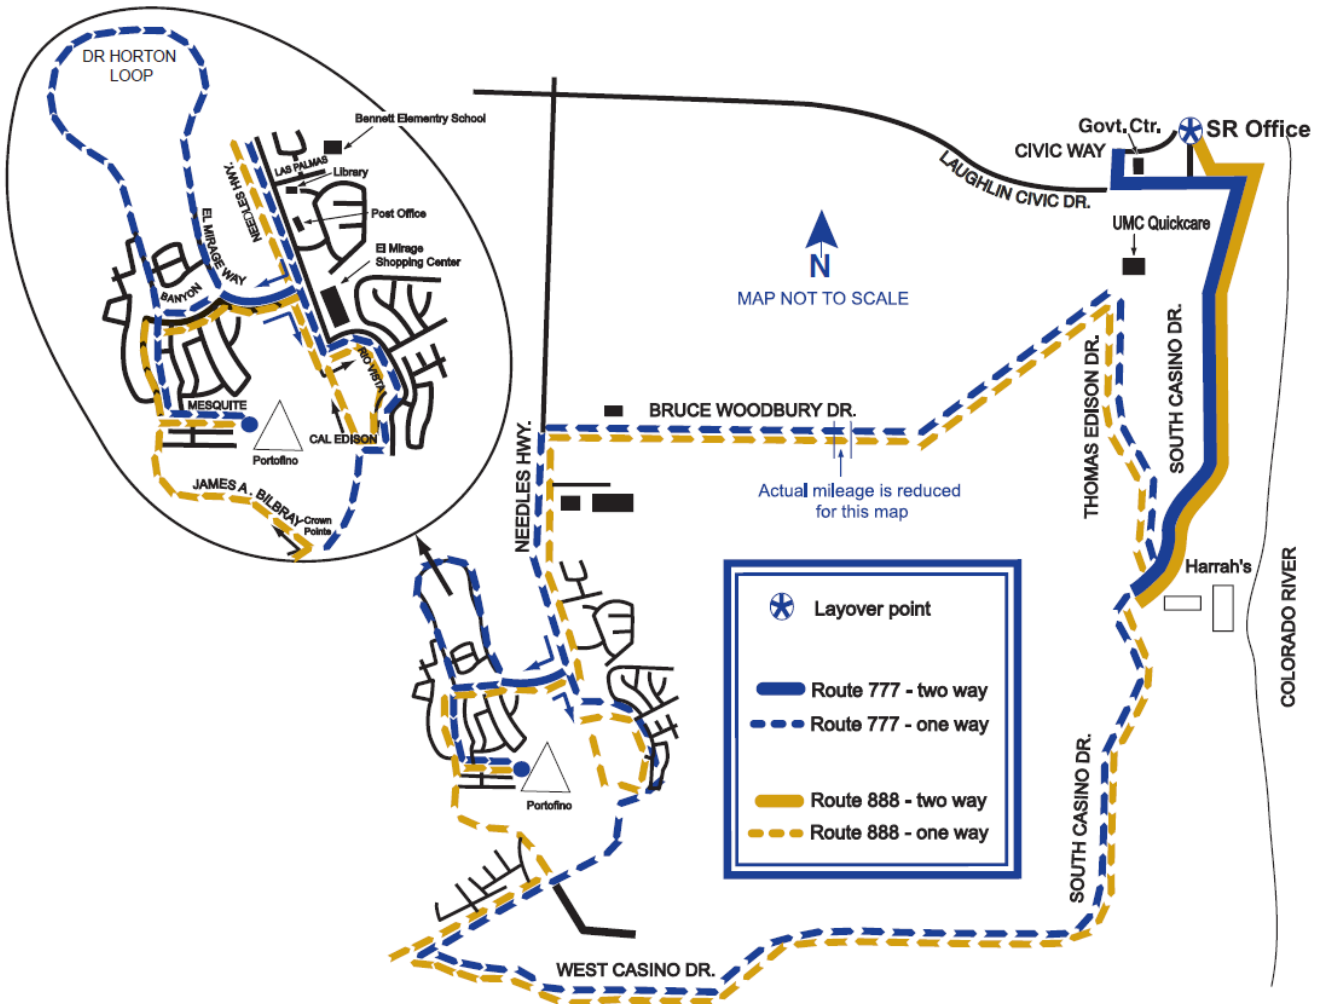 DR HORTON
LOOP
Bennett Elementry School
LAS PALMAS
Library
NEEDLES HWY.
Post Office
EL MIRAGE WAY
El Mirage
Shopping Center
BANYON
RIO VISTA
MESQUITE
CAL EDISON
Portofino
JAMES A. BILBRAY
Crown
Pointe
Govt. Ctr.
SR Office
CIVIC WAY
LAUGHLIN CIVIC DR.
UMC Quickcare
N
MAP NOT TO SCALE
SOUTH CASINO DR.
THOMAS EDISON DR.
BRUCE WOODBURY DR.
NEEDLES HWY.
Actual mileage is reduced
for this map
Harrah's
COLORADO RIVER
Layover point
Route 777 - two way
Route 777 - one way
Route 888 - two way
Route 888 - one way
Portofino
SOUTH CASINO DR.
WEST CASINO DR.